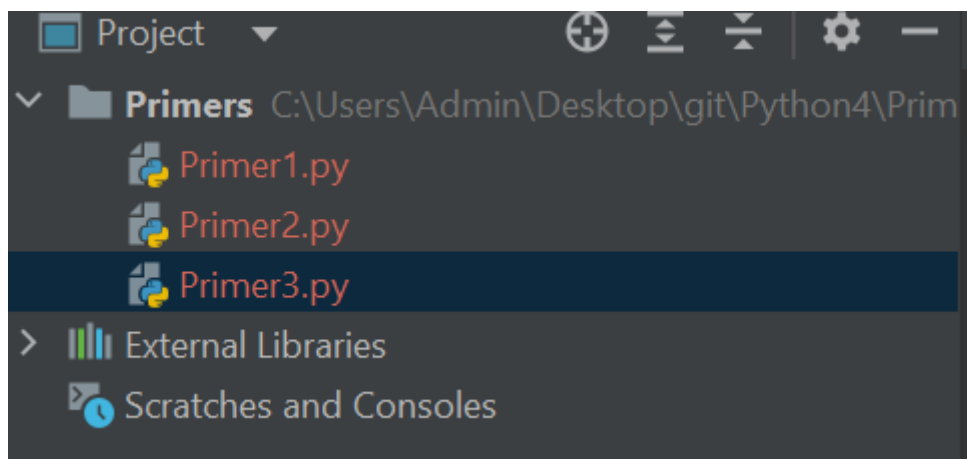 Project
Primers C:\Users\Admin\Desktop\git\Python4\Prim
Primer1.py
Primer2.py
Primer3.py
External Libraries
Scratches and Consoles